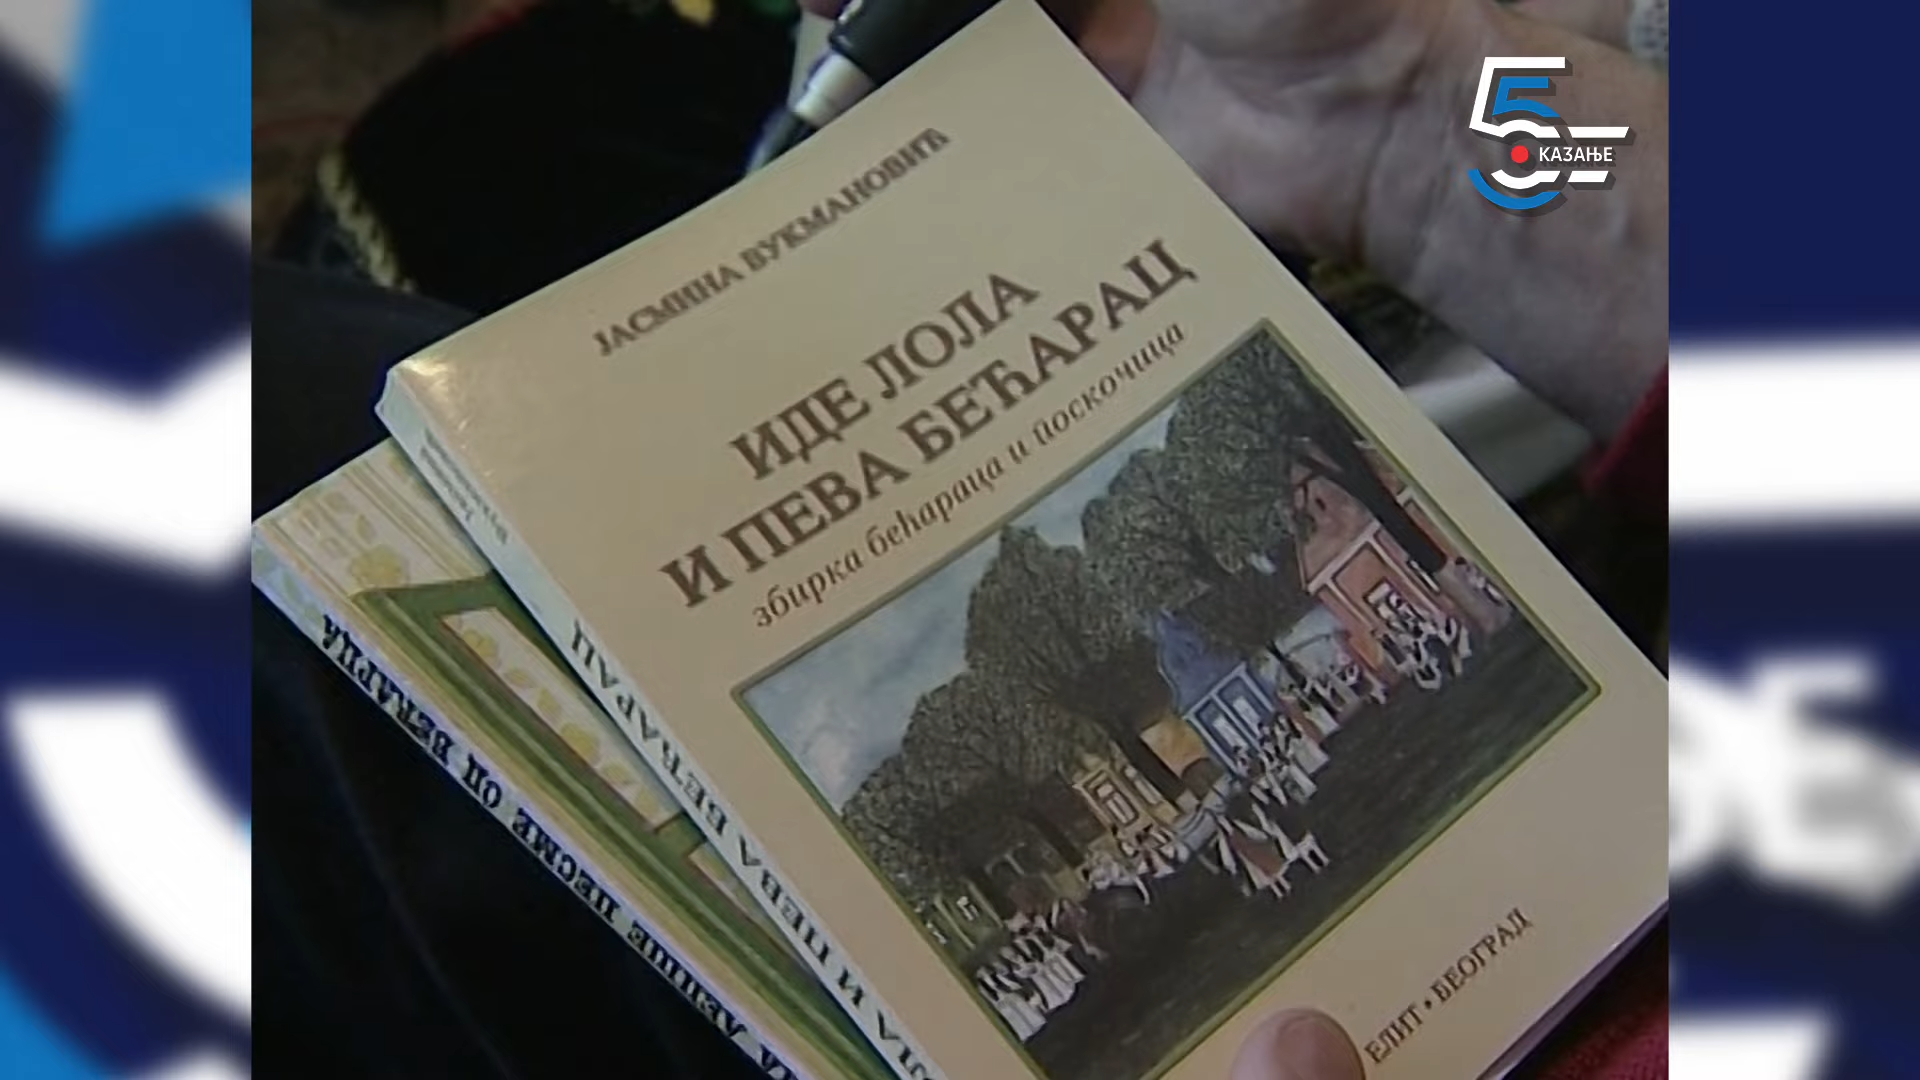 ЈАСМИНА ВУКМАНОВИЋ
ИДЕ ЛОЛА
И ПЕВА БЕЋАРАЦ
збирка бећараца и поскочица
ЕЛИТ • БЕОГРАД
ЛА И ПЕВА БЕЋАРАЦ
ЛЕПШЕ ПЕСМЕ ОД БЕЋАРЦА
5
КАЗАЊЕ